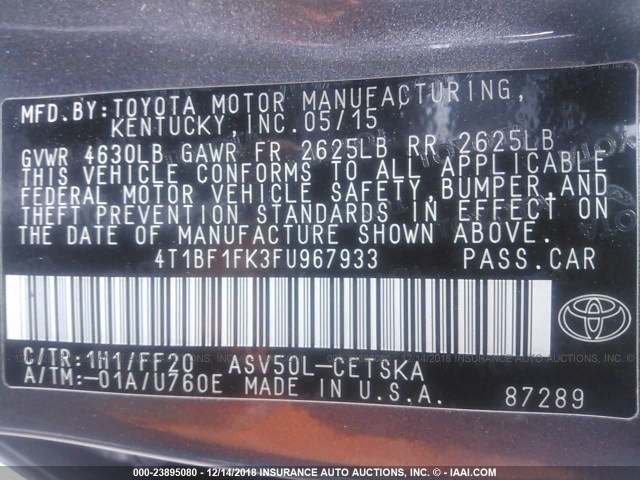 MFD.BY:TOYOTA MOTOR MANUFACTURING,
KENTUCKY,INC.05/15
GVWR 4630LB GAWR FR 2625LB RR 2625LB
THIS VEHICLE CONFORMS TO ALL APPLICABLE
FEDERAL MOTOR VEHICLE SAFETY,BUMPER,AND
THEFT PREVENTION STANDARDS IN EFFECT ON
THE DATE OF MANUFACTURE SHOWN ABOVE.
4T1BF1FK3FU967933 PASS.CAR
C/TR:1H1/FF20 ASV50L-CETSKA
A/TM:-01A/U760E MADE IN U.S.A.
87289
000-23895080 - 12/14/2018 INSURANCE AUTO AUCTIONS, INC. (C) - IAAI.COM